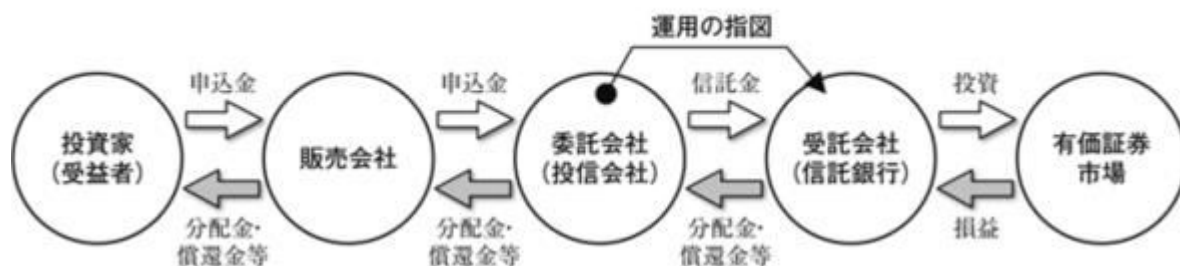 運用の指図
申込金
申込金
信託金
投資
投資家
(受益者)
販売会社
委託会社
(投信会社)
受託会社
(信託銀行)
有価証券
市場
分配金・
償還金等
分配金・
償還金等
分配金・
償還金等
損益